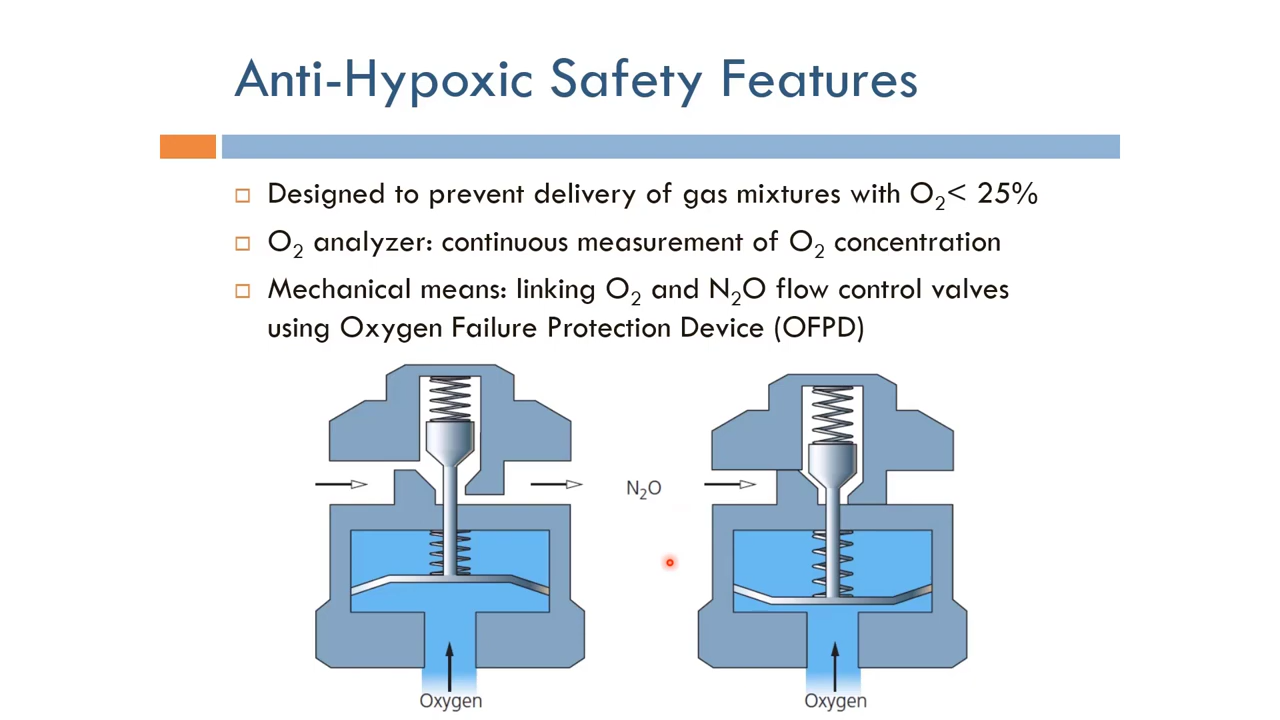 Anti-Hypoxic Safety Features
Designed to prevent delivery of gas mixtures with O₂< 25%
O₂ analyzer: continuous measurement of O₂ concentration
Mechanical means: linking O₂ and N₂O flow control valves
using Oxygen Failure Protection Device (OFPD)
N₂O
Oxygen
Oxygen